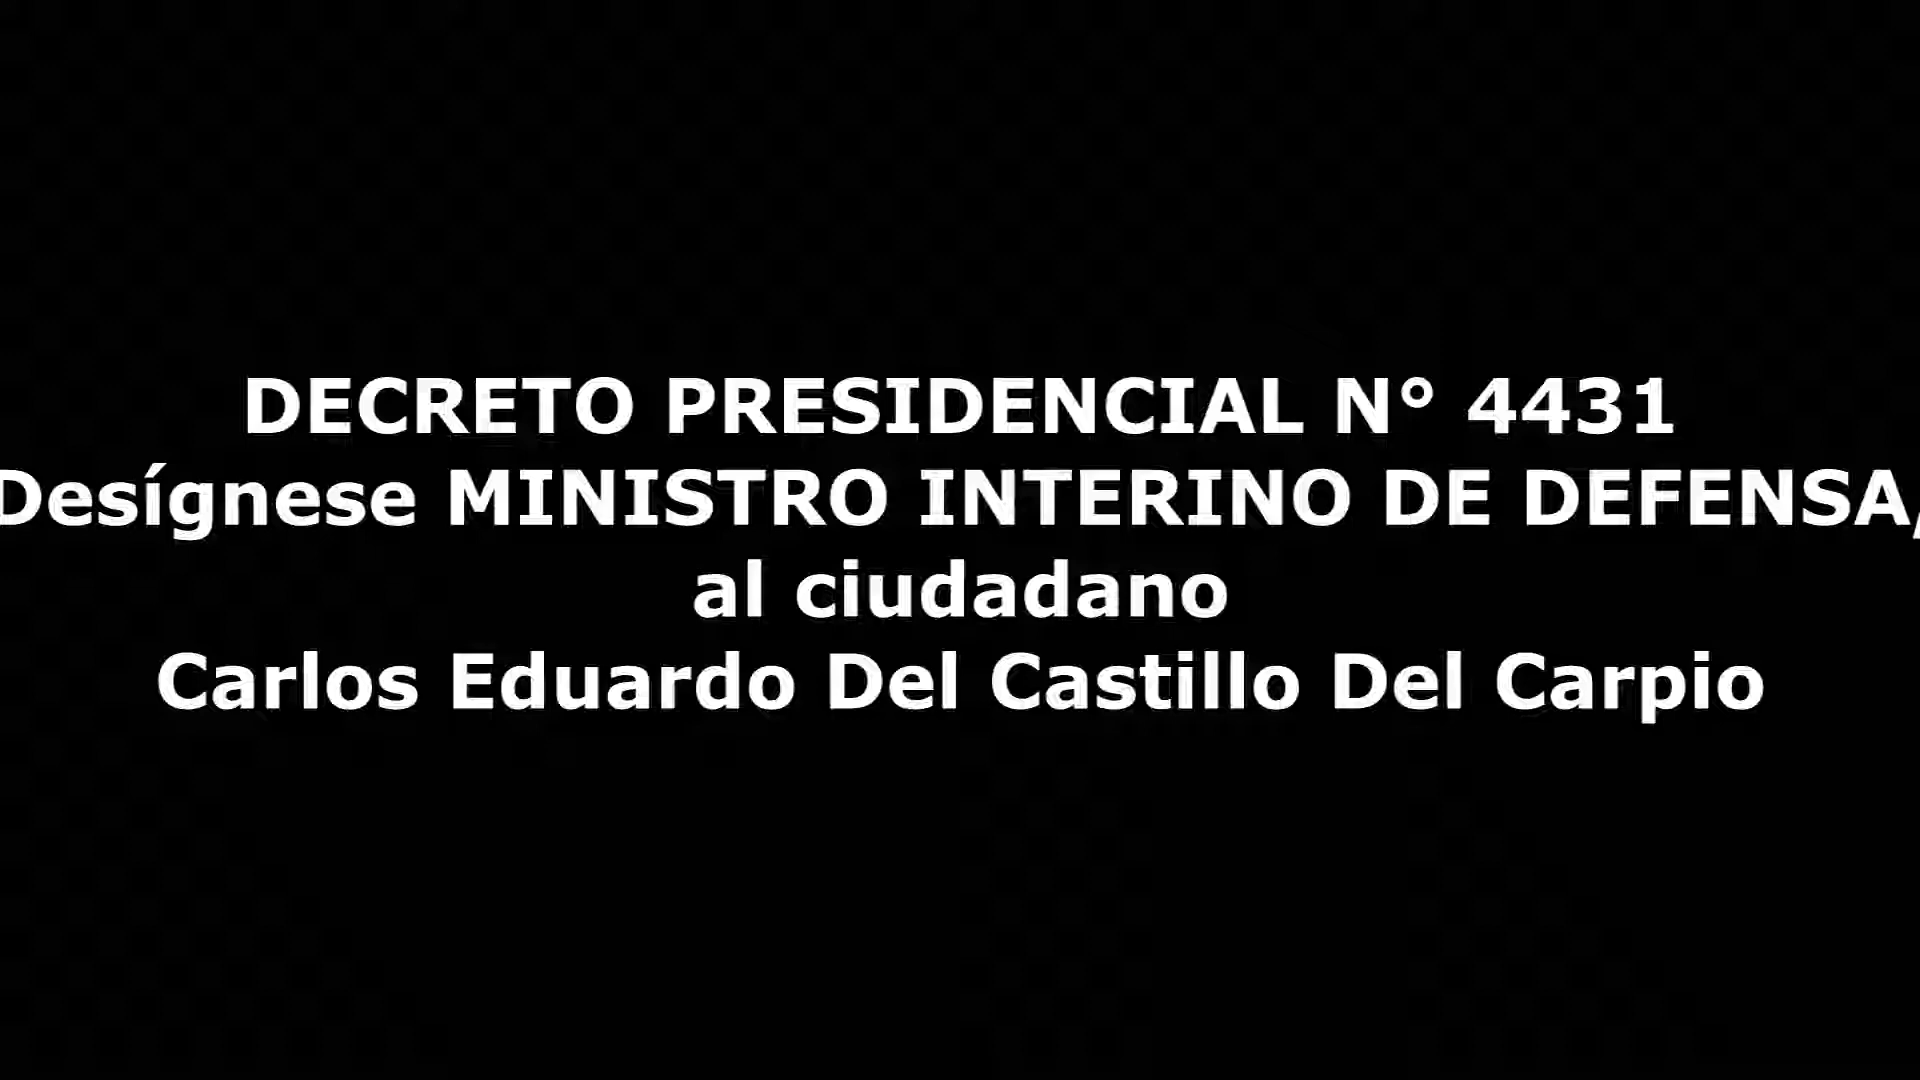 DECRETO PRESIDENCIAL N° 4431
Desígnese MINISTRO INTERINO DE DEFENSA,
al ciudadano
Carlos Eduardo Del Castillo Del Carpio